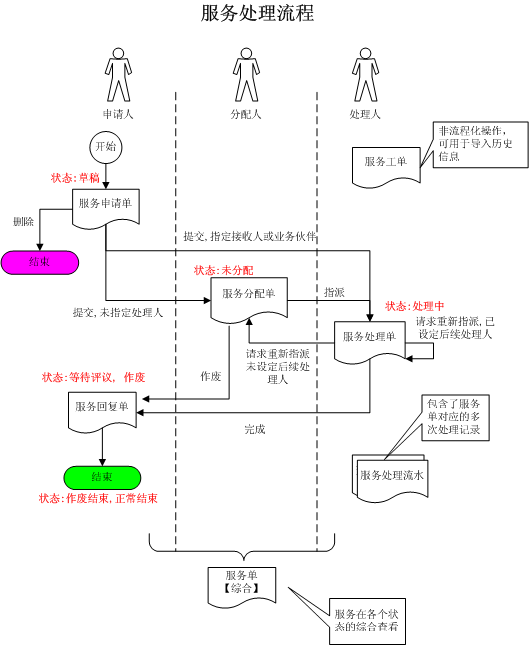 服务处理流程
申请人
分配人
处理人
开始
非流程化操作,
可用于导入历史
信息
服务工单
状态:草稿
服务申请单
删除
提交,指定接收人或业务伙伴
结束
状态:未分配
服务分配单
指派
状态:处理中
提交,未指定处理人
请求重新指派,已
设定后续处理人
服务处理单
请求重新指派
未设定后续处
理人
状态:等待评议, 作废
作废
服务回复单
包含了服务
单对应的多
次处理记录
完成
结束
服务处理流水
状态:作废结束,正常结束
服务单
【综合】
服务在各个状
态的综合查看